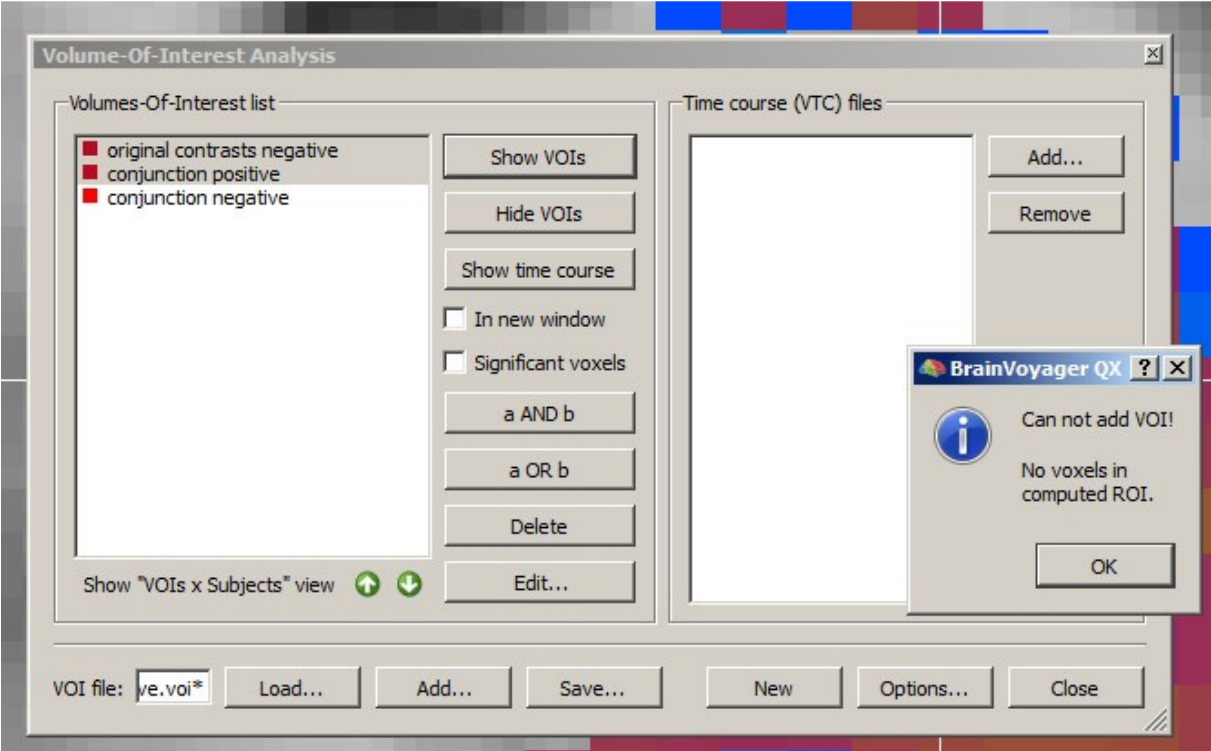 Volume-Of-Interest Analysis
Volumes-Of-Interest list
original contrasts negative
conjunction positive
conjunction negative
Show VOIs
Hide VOIs
Show time course
In new window
Significant voxels
a AND b
a OR b
Delete
Edit...
Show "VOIs x Subjects" view
Time course (VTC) files
Add...
Remove
BrainVoyager QX
Can not add VOI!
No voxels in
computed ROI.
OK
VOI file: ve.voi* Load... Add... Save... New Options... Close